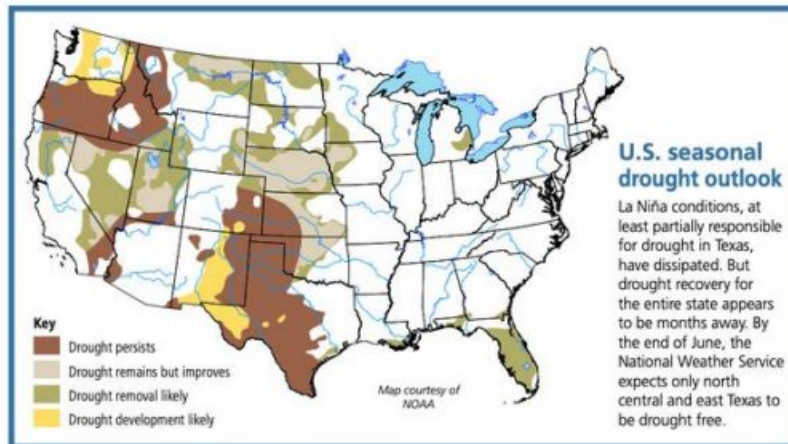 U.S. seasonal
drought outlook
La Niña conditions, at
least partially responsible
for drought in Texas,
have dissipated. But
drought recovery for
the entire state appears
to be months away. By
the end of June, the
National Weather Service
expects only north
central and east Texas to
be drought free.
Key
Drought persists
Drought remains but improves
Drought removal likely
Drought development likely
Map courtesy of
NOAA